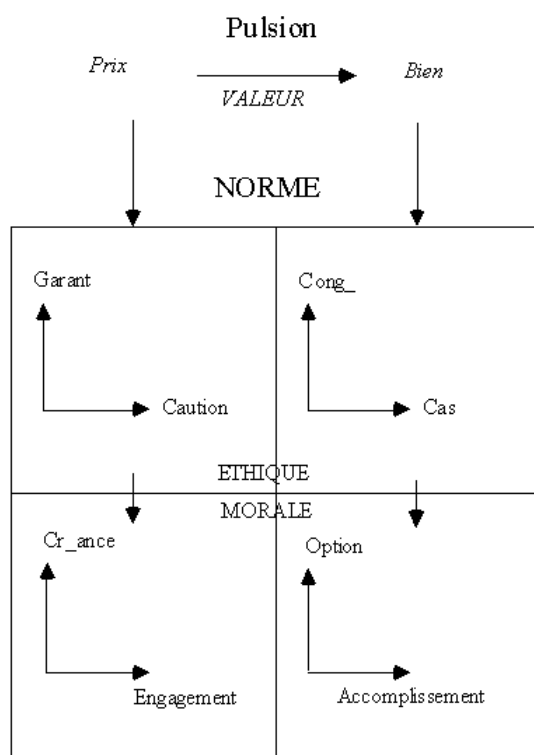 Pulsion
Prix
Bien
VALEUR
NORME
Garant
Cong_
Caution
Cas
ETHIQUE
MORALE
Cr_ance
Option
Engagement
Accomplissement